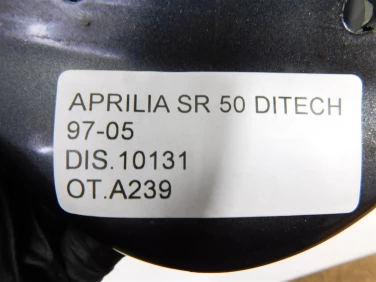 APRILIA SR 50 DITECH
97-05
DIS.10131
OT.A239